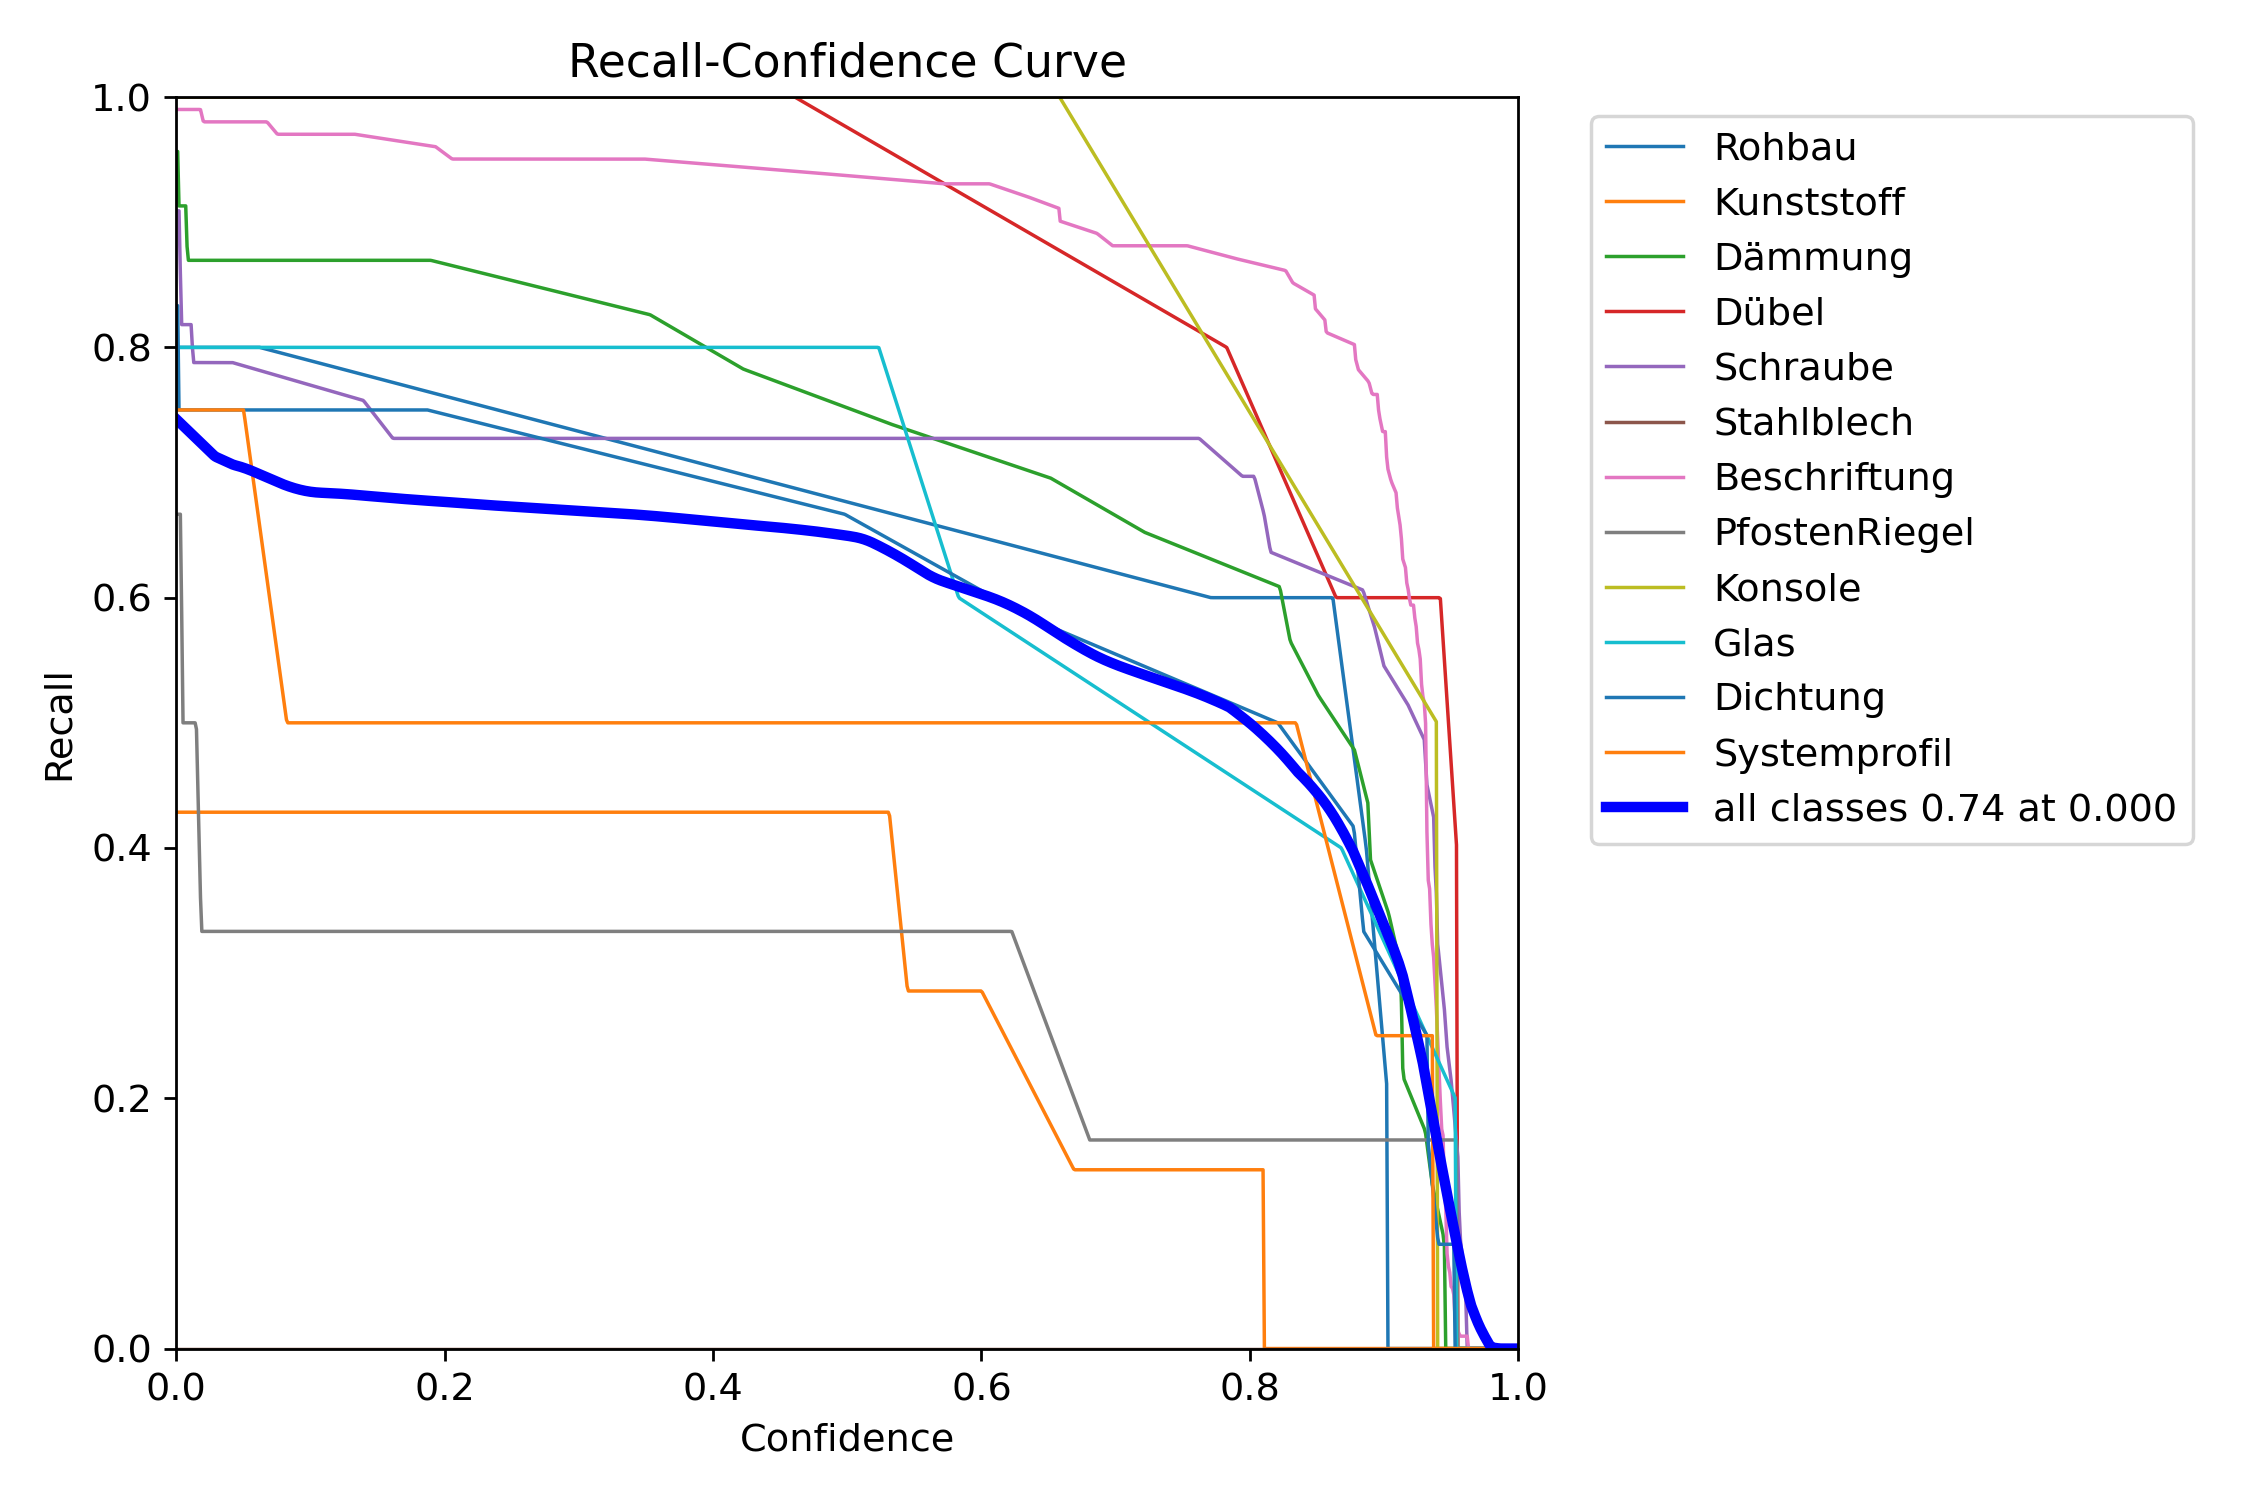 Recall-Confidence Curve
1.0
0.8
0.6
0.4
0.2
0.0
Recall
0.0 0.2 0.4 0.6 0.8 1.0
Confidence
Rohbau
Kunststoff
Dämmung
Dübel
Schraube
Stahlblech
Beschriftung
PfostenRiegel
Konsole
Glas
Dichtung
Systemprofil
all classes 0.74 at 0.000